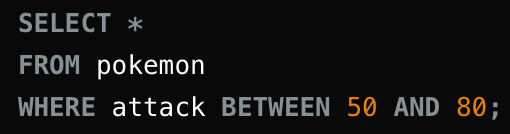 SELECT *
FROM pokemon
WHERE attack BETWEEN 50 AND 80;